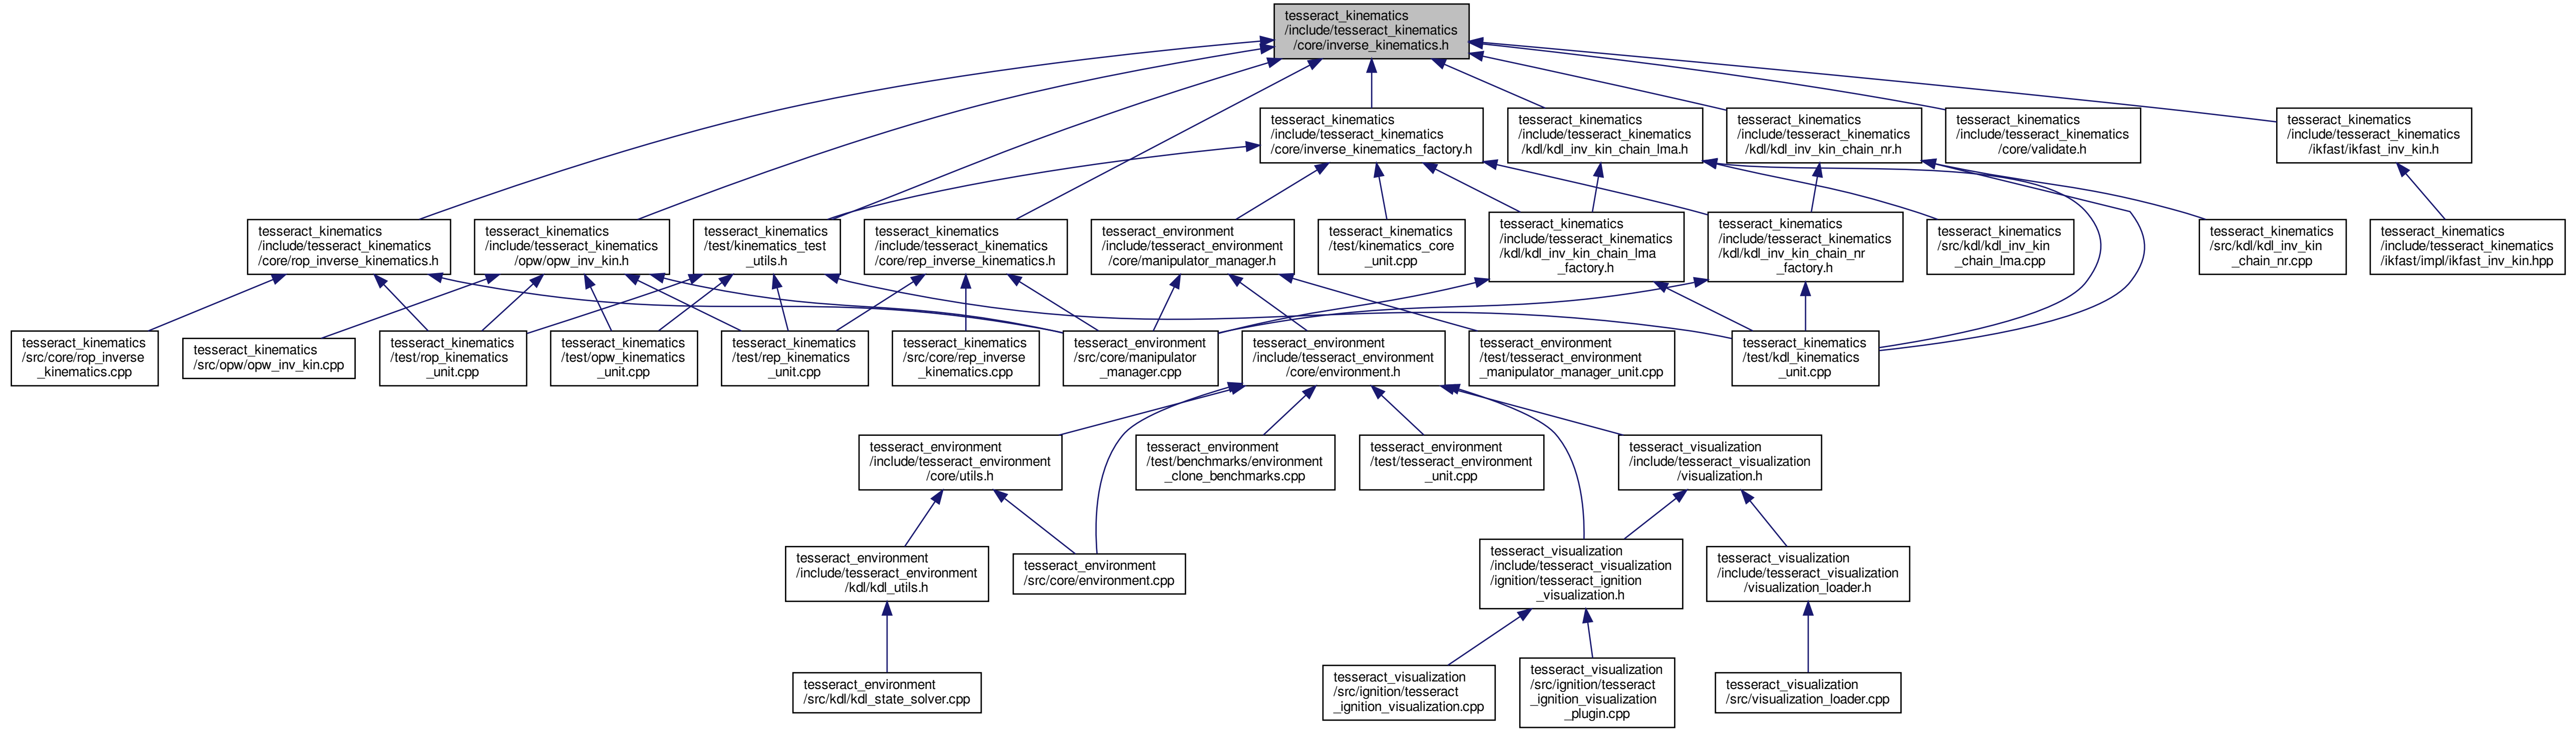 tesseract_kinematics
/include/tesseract_kinematics
/core/inverse_kinematics.h
tesseract_kinematics
/include/tesseract_kinematics
/core/inverse_kinematics_factory.h
tesseract_kinematics
/include/tesseract_kinematics
/kdl/kdl_inv_kin_chain_lma.h
tesseract_kinematics
/include/tesseract_kinematics
/kdl/kdl_inv_kin_chain_nr.h
tesseract_kinematics
/include/tesseract_kinematics
/core/validate.h
tesseract_kinematics
/include/tesseract_kinematics
/ikfast/ikfast_inv_kin.h
tesseract_kinematics
/include/tesseract_kinematics
/core/rop_inverse_kinematics.h
tesseract_kinematics
/include/tesseract_kinematics
/opw/opw_inv_kin.h
tesseract_kinematics
/test/kinematics_test
_utils.h
tesseract_kinematics
/include/tesseract_kinematics
/core/rep_inverse_kinematics.h
tesseract_environment
/include/tesseract_environment
/core/manipulator_manager.h
tesseract_kinematics
/test/kinematics_core
_unit.cpp
tesseract_kinematics
/include/tesseract_kinematics
/kdl/kdl_inv_kin_chain_lma
_factory.h
tesseract_kinematics
/include/tesseract_kinematics
/kdl/kdl_inv_kin_chain_nr
_factory.h
tesseract_kinematics
/src/kdl/kdl_inv_kin
_chain_lma.cpp
tesseract_kinematics
/src/kdl/kdl_inv_kin
_chain_nr.cpp
tesseract_kinematics
/include/tesseract_kinematics
/ikfast/impl/ikfast_inv_kin.hpp
tesseract_kinematics
/src/core/rop_inverse
_kinematics.cpp
tesseract_kinematics
/src/opw/opw_inv_kin.cpp
tesseract_kinematics
/test/rop_kinematics
_unit.cpp
tesseract_kinematics
/test/opw_kinematics
_unit.cpp
tesseract_kinematics
/test/rep_kinematics
_unit.cpp
tesseract_kinematics
/src/core/rep_inverse
_kinematics.cpp
tesseract_environment
/src/core/manipulator
_manager.cpp
tesseract_environment
/include/tesseract_environment
/core/environment.h
tesseract_environment
/test/tesseract_environment
_manipulator_manager_unit.cpp
tesseract_kinematics
/test/kdl_kinematics
_unit.cpp
tesseract_environment
/include/tesseract_environment
/core/utils.h
tesseract_environment
/test/benchmarks/environment
_clone_benchmarks.cpp
tesseract_environment
/test/tesseract_environment
_unit.cpp
tesseract_visualization
/include/tesseract_visualization
/visualization.h
tesseract_environment
/include/tesseract_environment
/kdl/kdl_utils.h
tesseract_environment
/src/core/environment.cpp
tesseract_visualization
/include/tesseract_visualization
/ignition/tesseract_ignition
_visualization.h
tesseract_visualization
/include/tesseract_visualization
/visualization_loader.h
tesseract_environment
/src/kdl/kdl_state_solver.cpp
tesseract_visualization
/src/ignition/tesseract
_ignition_visualization.cpp
tesseract_visualization
/src/ignition/tesseract
_ignition_visualization
_plugin.cpp
tesseract_visualization
/src/visualization_loader.cpp